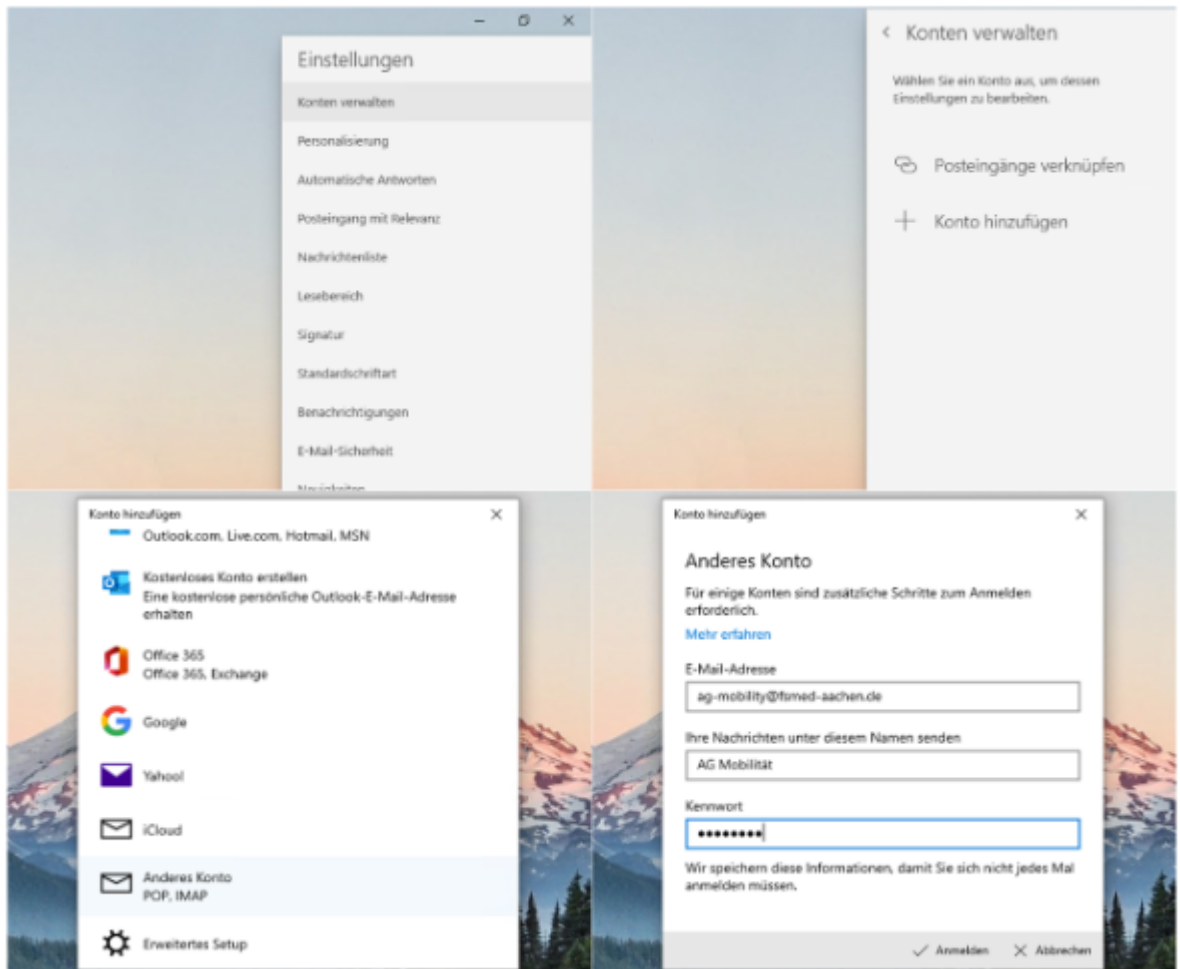 Einstellungen
Konten verwalten
Personalisierung
Automatische Antworten
Posteingang mit Relevanz
Nachrichtenliste
Lesebereich
Signatur
Standardschriftart
Benachrichtigungen
E-Mail-Sicherheit
Neuigkeiten
Konten verwalten
Wählen Sie ein Konto aus, um dessen
Einstellungen zu bearbeiten.
Posteingänge verknüpfen
Konto hinzufügen
Konto hinzufügen
Outlook.com, Live.com, Hotmail, MSN
Kostenloses Konto erstellen
Eine kostenlose persönliche Outlook-E-Mail-Adresse
erhalten
Office 365
Office 365, Exchange
Google
Yahoo!
iCloud
Anderes Konto
POP, IMAP
Erweitertes Setup
Konto hinzufügen
Anderes Konto
Für einige Konten sind zusätzliche Schritte zum Anmelden
erforderlich.
Mehr erfahren
E-Mail-Adresse
ag-mobility@fsmed-aachen.de
Ihre Nachrichten unter diesem Namen senden
AG Mobilität
Kennwort
••••••••
Wir speichern diese Informationen, damit Sie sich nicht jedes Mal
anmelden müssen.
Anmelden
Abbrechen